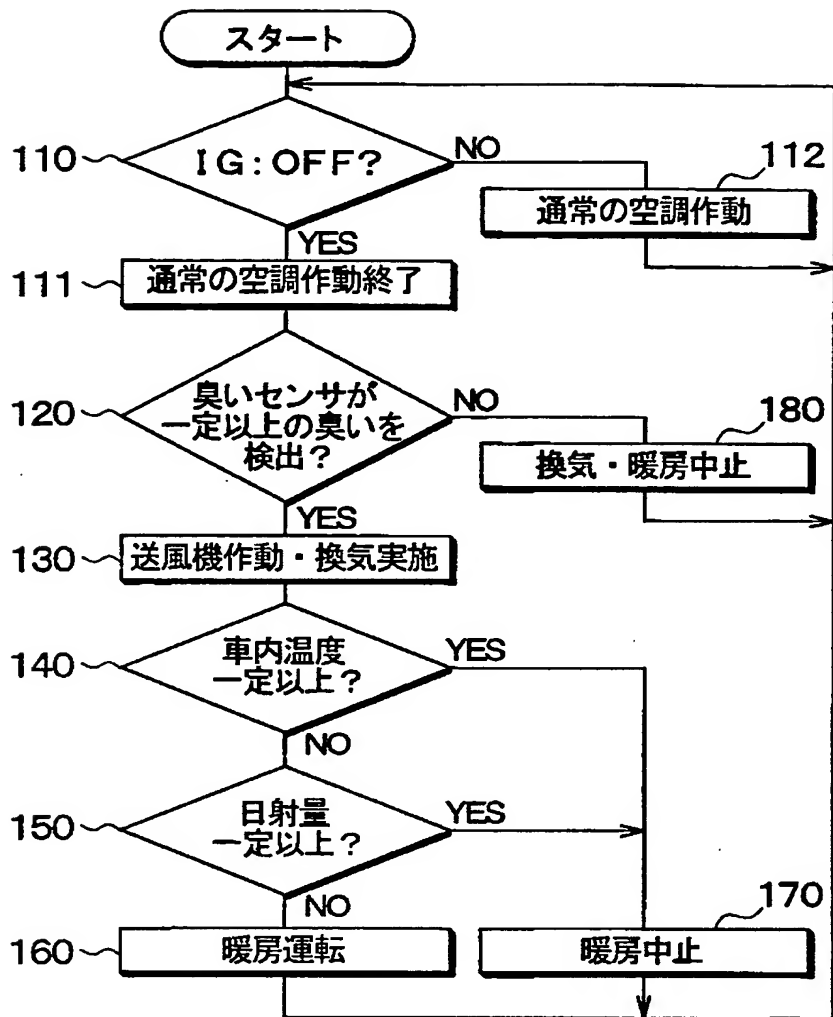 スタート
110
IG:OFF?
NO
112
通常の空調作動
YES
111
通常の空調作動終了
120
臭いセンサが
一定以上の臭いを
検出?
NO
180
換気・暖房中止
YES
130
送風機作動・換気実施
140
車内温度
一定以上?
YES
NO
150
日射量
一定以上?
YES
NO
170
160
暖房運転
暖房中止